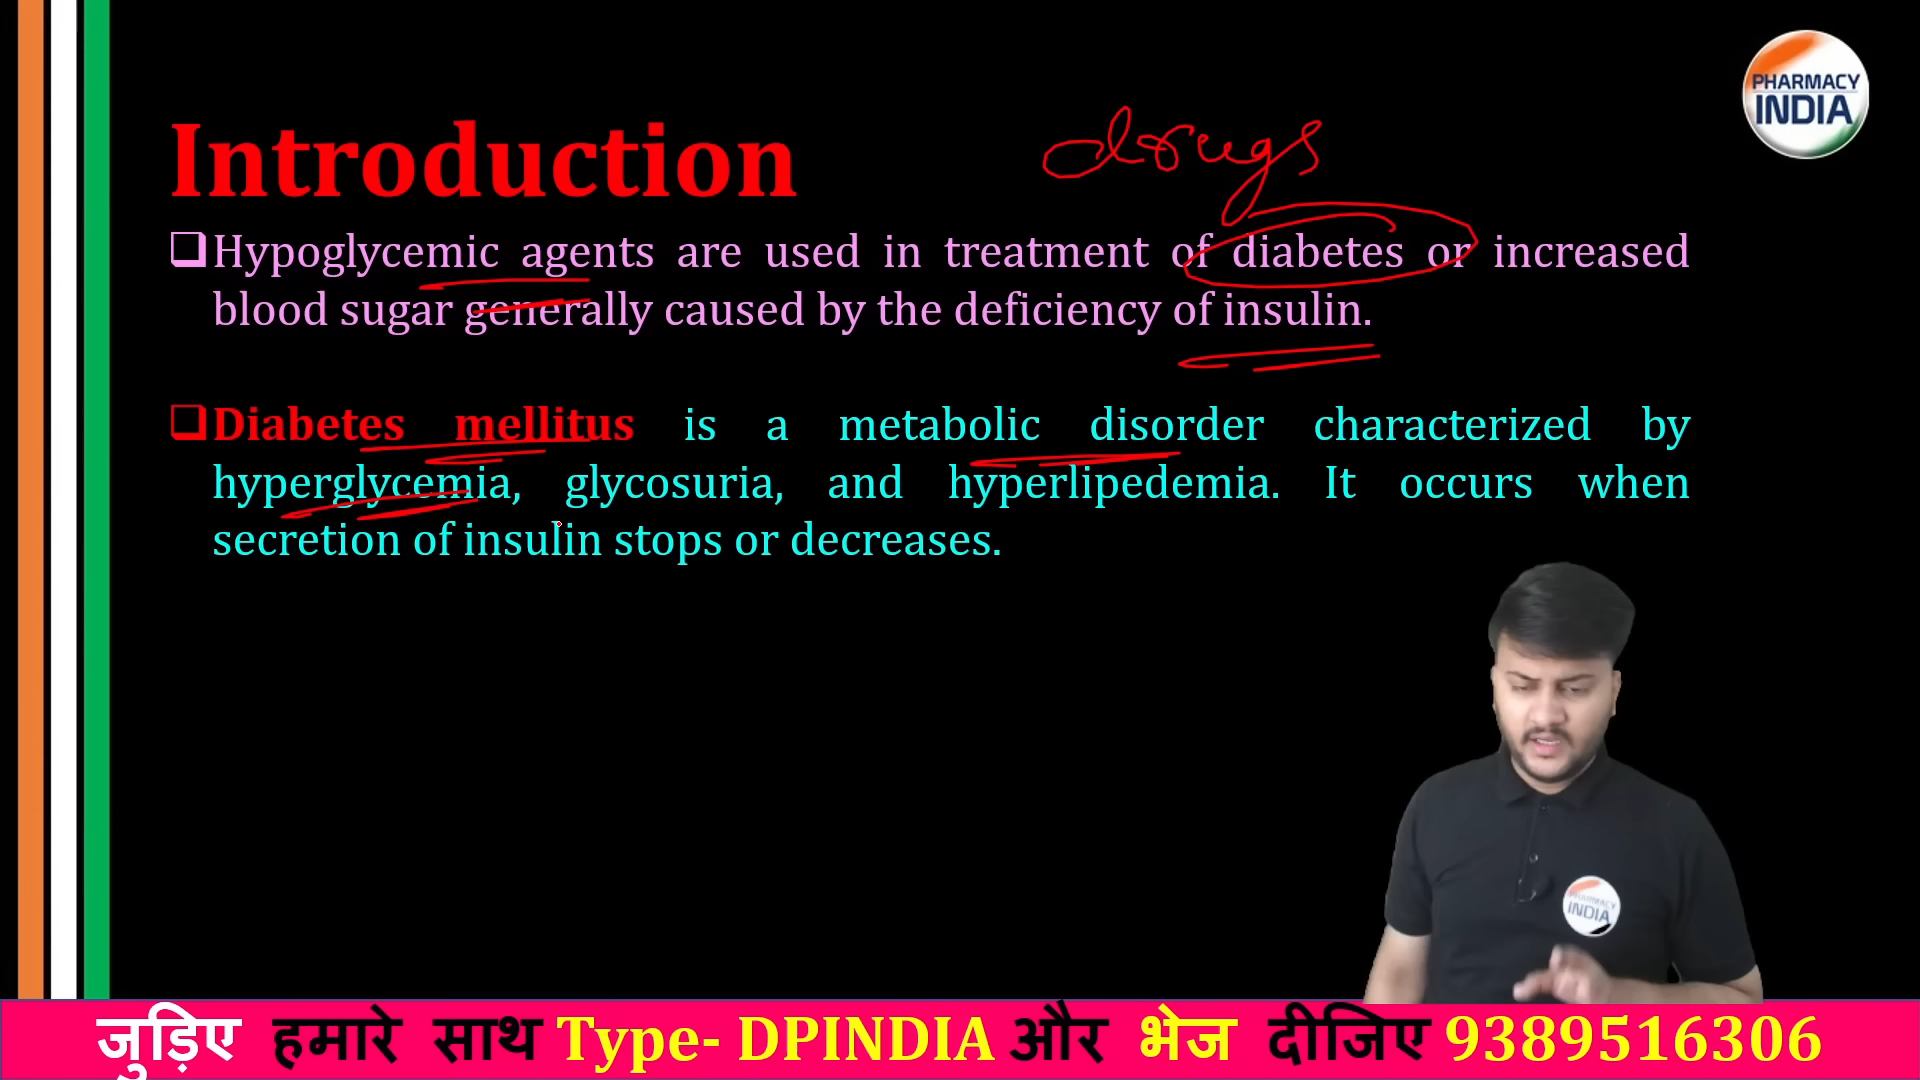 PHARMACY
INDIA
drugs
Introduction
Hypoglycemic agents are used in treatment of diabetes or increased
blood sugar generally caused by the deficiency of insulin.
Diabetes mellitus is a metabolic disorder characterized by
hyperglycemia, glycosuria, and hyperlipedemia. It occurs when
secretion of insulin stops or decreases.
PHARMACY
INDIA
जुड़िए हमारे साथ Type- DPINDIA और भेज दीजिए 9389516306